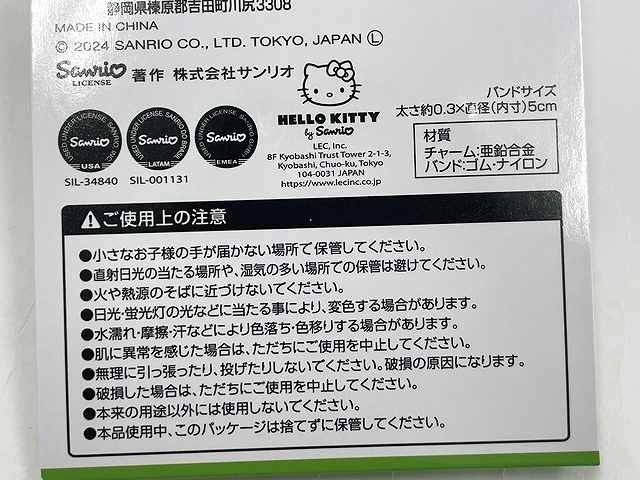 静岡県榛原郡吉田町川尻3308
MADE IN CHINA
© 2024 SANRIO CO., LTD. TOKYO, JAPAN Ⓛ
Sanrio 著作 株式会社サンリオ
LICENSE
HELLO KITTY
by Sanrio
LEC, Inc.
8F Kyobashi Trust Tower 2-1-3,
Kyobashi, Chuo-ku, Tokyo
104-0031 JAPAN
https://www.lecinc.co.jp
USED UNDER LICENSE. SANRIO, INC.
Sanrio
USA
SIL-34840
USED UNDER LICENSE. SANRIO DO BRASIL
Sanrio
LATAM
SIL-001131
Sanrio
EMEA
バンドサイズ
太さ約0.3×直径(内寸)5cm
材質
チャーム:亜鉛合金
バンド:ゴム・ナイロン
ご使用上の注意
●小さなお子様の手が届かない場所で保管してください。
●直射日光の当たる場所や、湿気の多い場所での保管は避けてください。
●火や熱源のそばに近づけないでください。
●日光・蛍光灯の光などに当たる事により、変色する場合があります。
●水濡れ・摩擦・汗などにより色落ち・色移りする場合があります。
●肌に異常を感じた場合は、ただちにご使用を中止してください。
●無理に引っ張ったり、投げたりしないでください。破損の原因になります。
●破損した場合は、ただちにご使用を中止してください。
●本来の用途以外には使用しないでください。
●本品使用中、このパッケージは捨てずに保管してください。